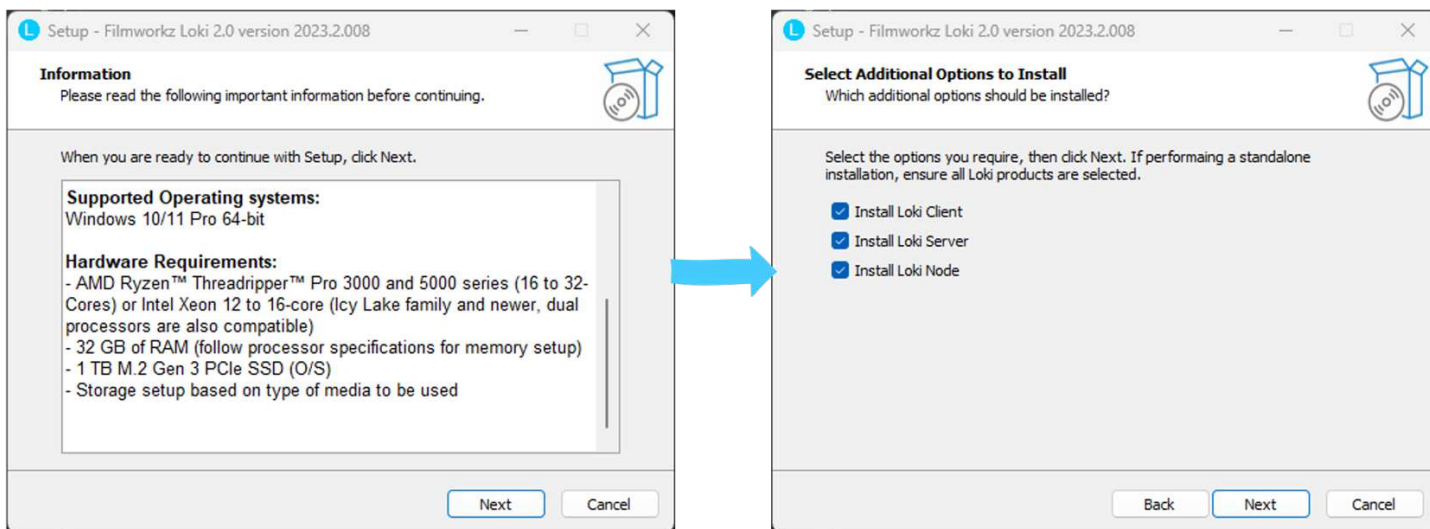 L Setup - Filmworkz Loki 2.0 version 2023.2.008
Information
Please read the following important information before continuing.
When you are ready to continue with Setup, click Next.
Supported Operating systems:
Windows 10/11 Pro 64-bit
Hardware Requirements:
- AMD Ryzen™ Threadripper™ Pro 3000 and 5000 series (16 to 32-
Cores) or Intel Xeon 12 to 16-core (Icy Lake family and newer, dual
processors are also compatible)
- 32 GB of RAM (follow processor specifications for memory setup)
- 1 TB M.2 Gen 3 PCIe SSD (O/S)
- Storage setup based on type of media to be used
Next Cancel
L Setup - Filmworkz Loki 2.0 version 2023.2.008
Select Additional Options to Install
Which additional options should be installed?
Select the options you require, then click Next. If performaing a standalone
installation, ensure all Loki products are selected.
Install Loki Client
Install Loki Server
Install Loki Node
Back Next Cancel